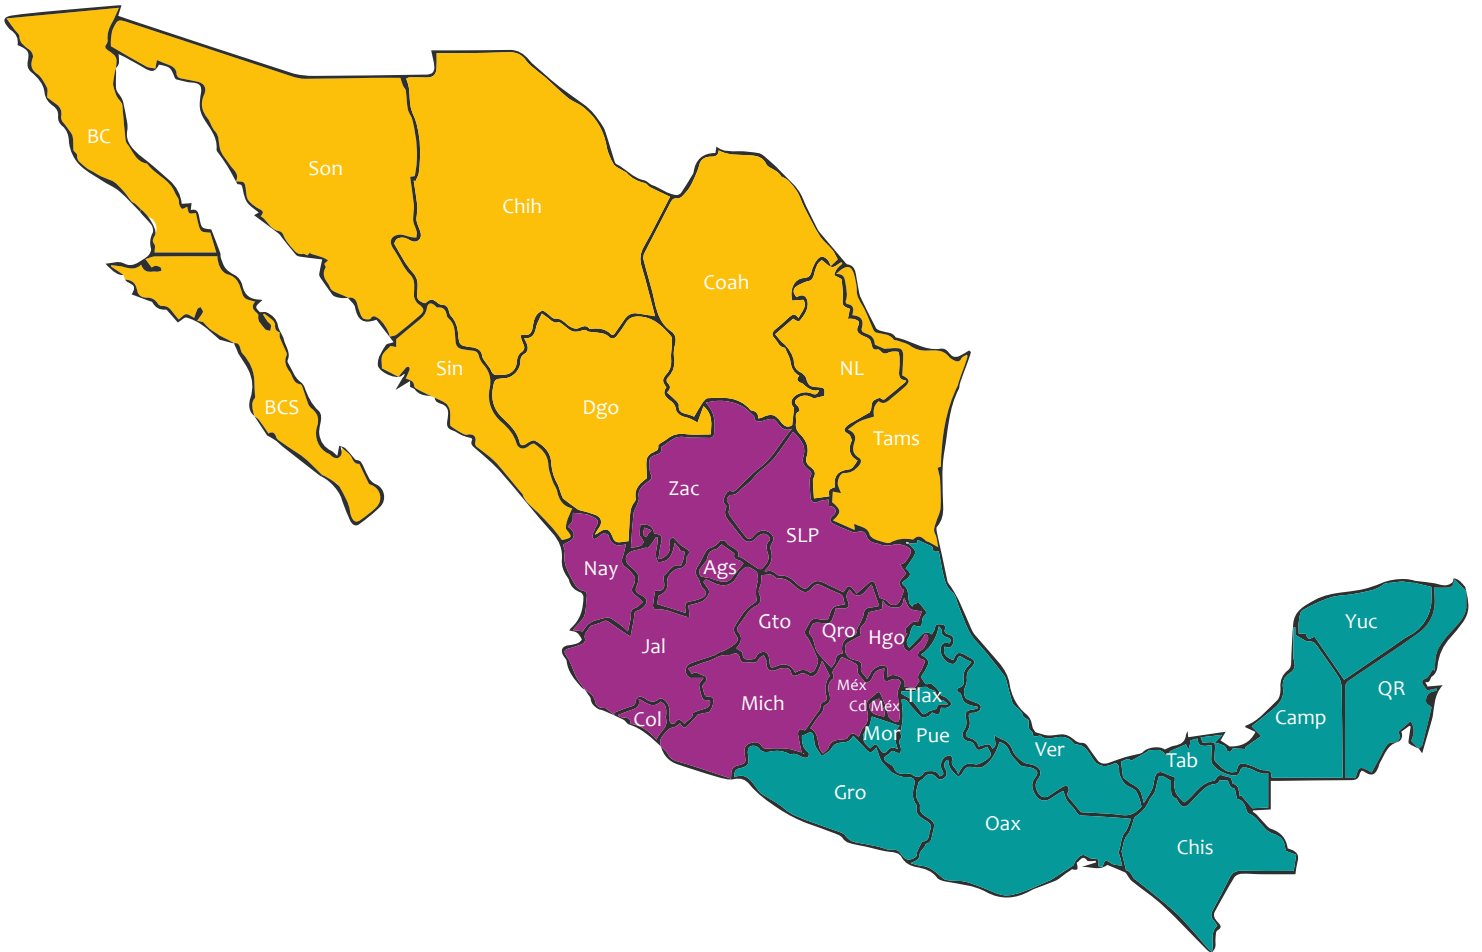 BC
Son
Chih
Coah
Sin
NL
BCS
Dgo
Tams
Zac
SLP
Nay
Ags
Gto
Qro
Hgo
Jal
Méx
Tlax
Mich
Cd Méx
Col
Mor
Pue
Gro
Oax
Ver
Tab
Chis
Camp
Yuc
QR